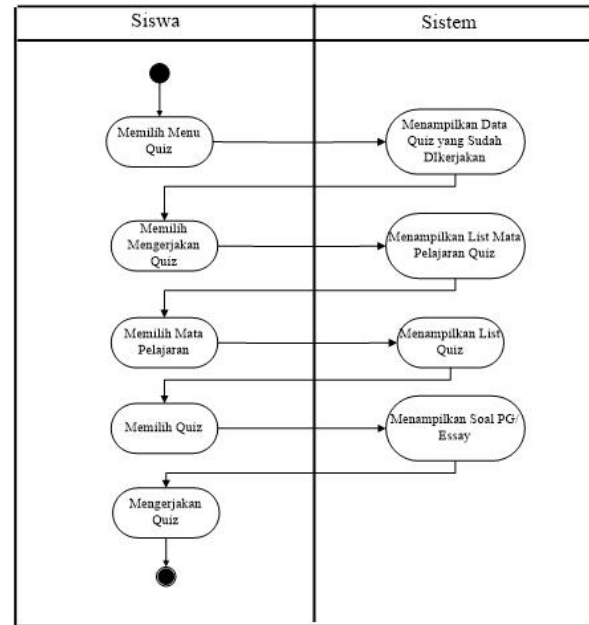 Siswa
Sistem
Memilih Menu
Quiz
Menampilkan Data
Quiz yang Sudah
DIkerjakan
Memilih
Mengerjakan
Quiz
Menampilkan List Mata
Pelajaran Quiz
Memilih Mata
Pelajaran
Menampilkan List
Quiz
Memilih Quiz
Menampilkan Soal PG/
Essay
Mengerjakan
Quiz